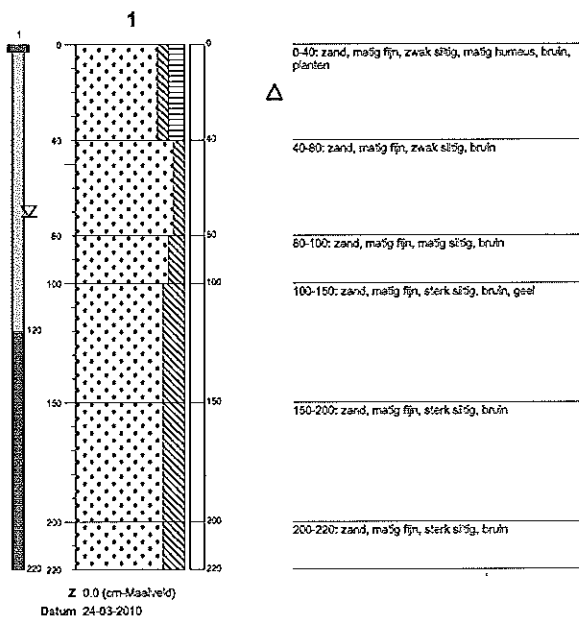 1
1
0
0
0-40: zand, matig fijn, zwak siltig, matig humeus, bruin,
planten
40
40
40-80: zand, matig fijn, zwak siltig, bruin
80
80
80-100: zand, matig fijn, matig siltig, bruin
100
100
100-150: zand, matig fijn, sterk siltig, bruin, geel
120
150
150
150-200: zand, matig fijn, sterk siltig, bruin
200
200
200-220: zand, matig fijn, sterk siltig, bruin
220
220
220
Z 0.0 (cm-Maaiveld)
Datum 24-03-2010